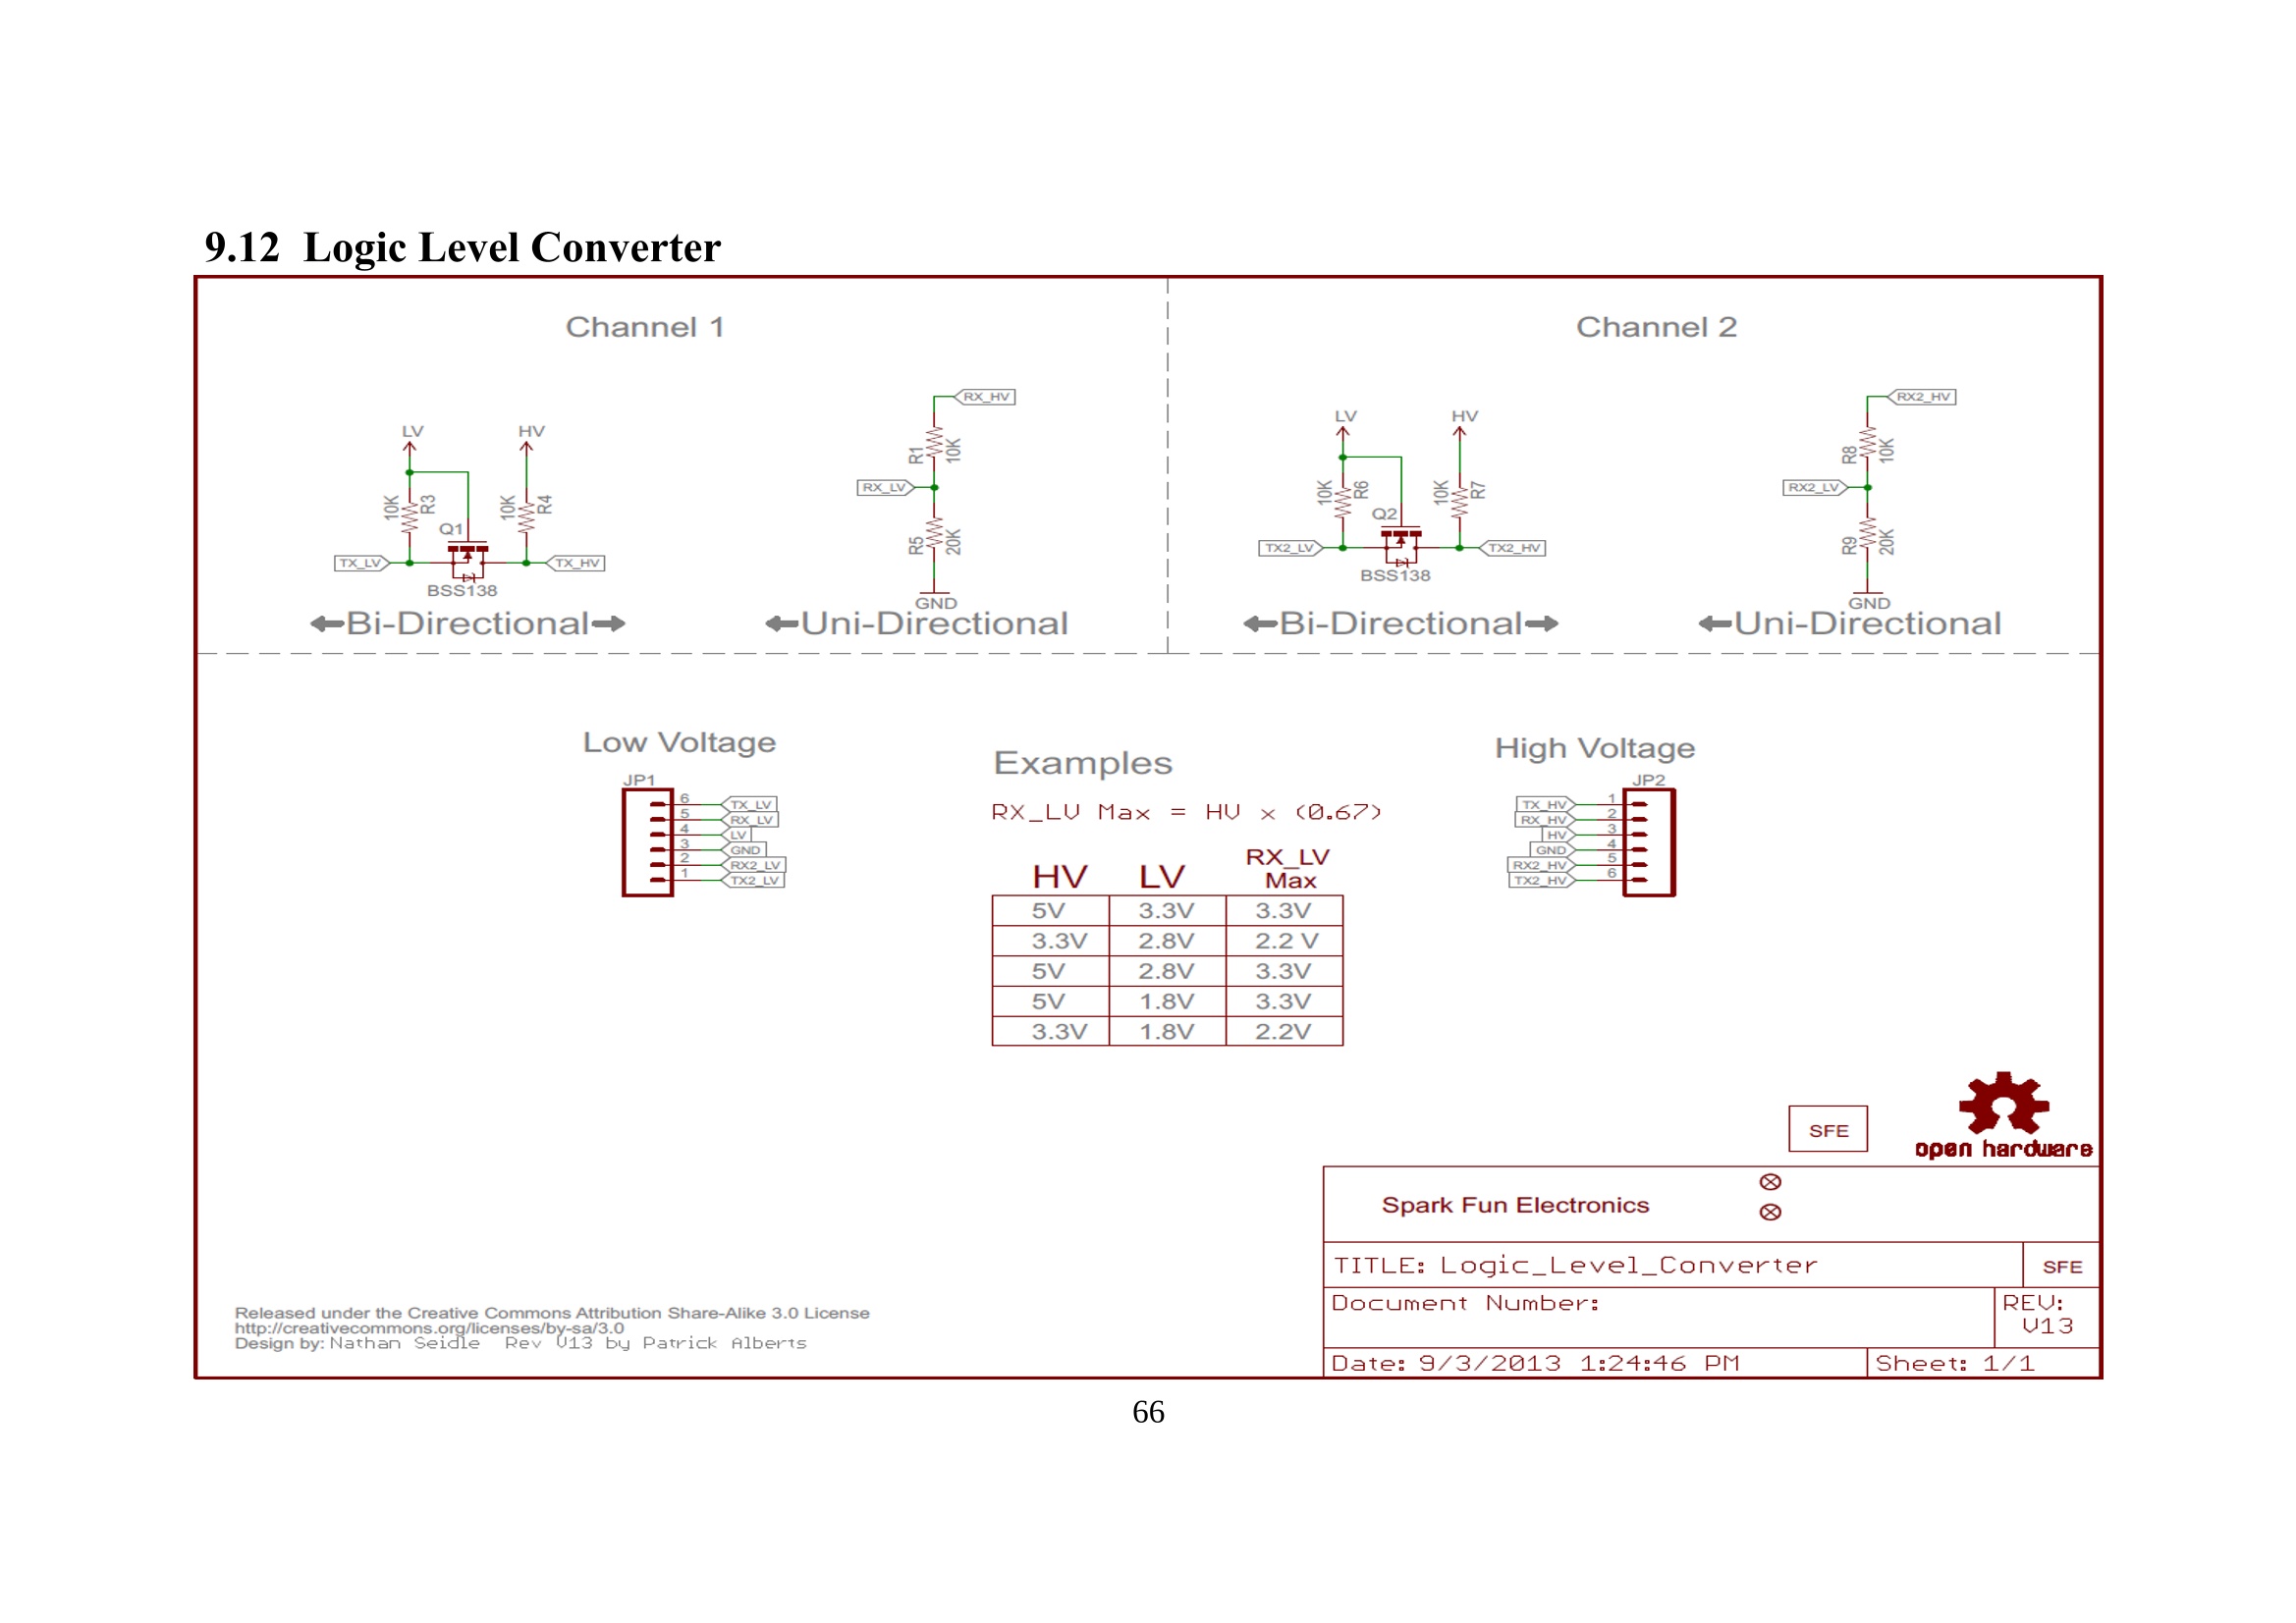 9.12 Logic Level Converter
Channel 1
Channel 2
LV
HV
10K
R3
10K
R4
Q1
TX_LV
TX_HV
BSS138
Bi-Directional
RX_HV
R1
10K
RX_LV
R5
20K
GND
Uni-Directional
LV
HV
10K
R6
10K
R7
Q2
TX2_LV
TX2_HV
BSS138
Bi-Directional
RX2_HV
R8
10K
RX2_LV
R9
20K
GND
Uni-Directional
Low Voltage
JP1
6 TX_LV
5 RX_LV
4 LV
3 GND
2 RX2_LV
1 TX2_LV
Examples
RX_LV Max = HV x (0.67)
HV LV RX_LV Max
5V 3.3V 3.3V
3.3V 2.8V 2.2 V
5V 2.8V 3.3V
5V 1.8V 3.3V
3.3V 1.8V 2.2V
High Voltage
JP2
TX_HV 1
RX_HV 2
HV 3
GND 4
RX2_HV 5
TX2_HV 6
SFE
open hardware
Spark Fun Electronics
TITLE: Logic_Level_Converter
SFE
Document Number:
REV:
V13
Date: 9/3/2013 1:24:46 PM
Sheet: 1/1
Released under the Creative Commons Attribution Share-Alike 3.0 License
http://creativecommons.org/licenses/by-sa/3.0
Design by: Nathan Seidle Rev V13 by Patrick Alberts
66